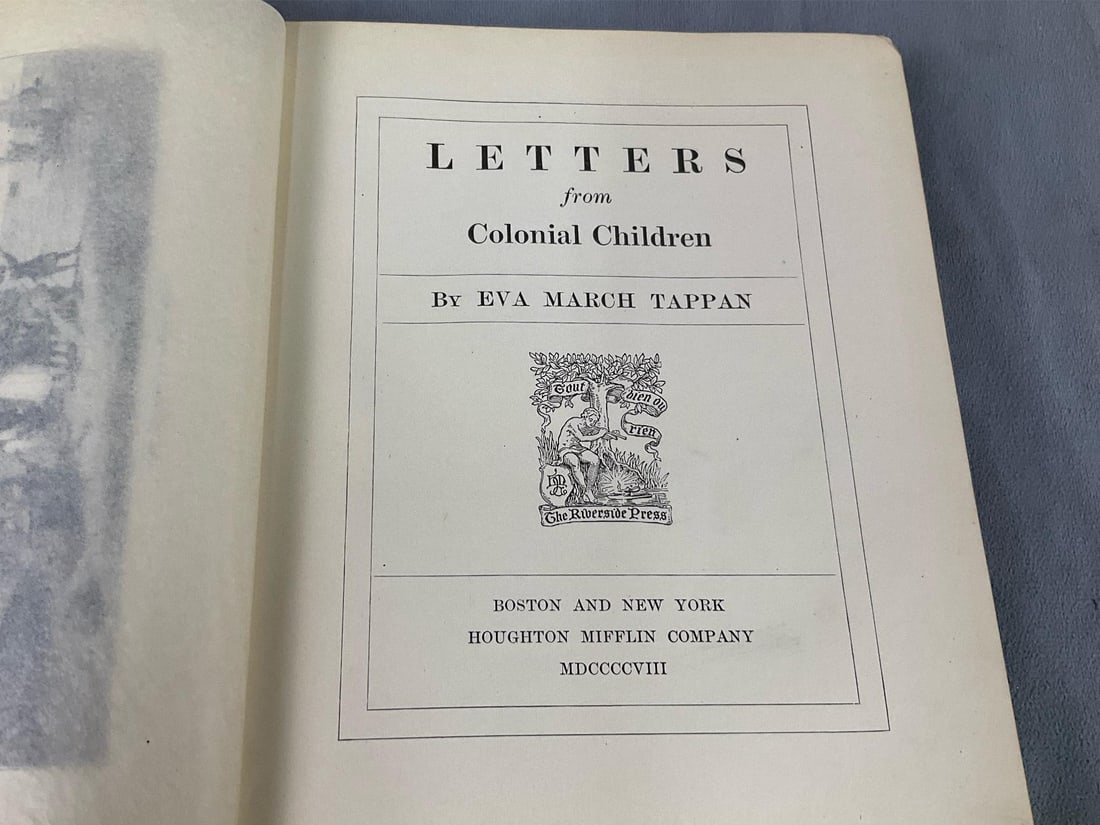 LETTERS
from
Colonial Children
By EVA MARCH TAPPAN
Tout bien ou
rien
The Riverside Press
BOSTON AND NEW YORK
HOUGHTON MIFFLIN COMPANY
MDCCCCVIII